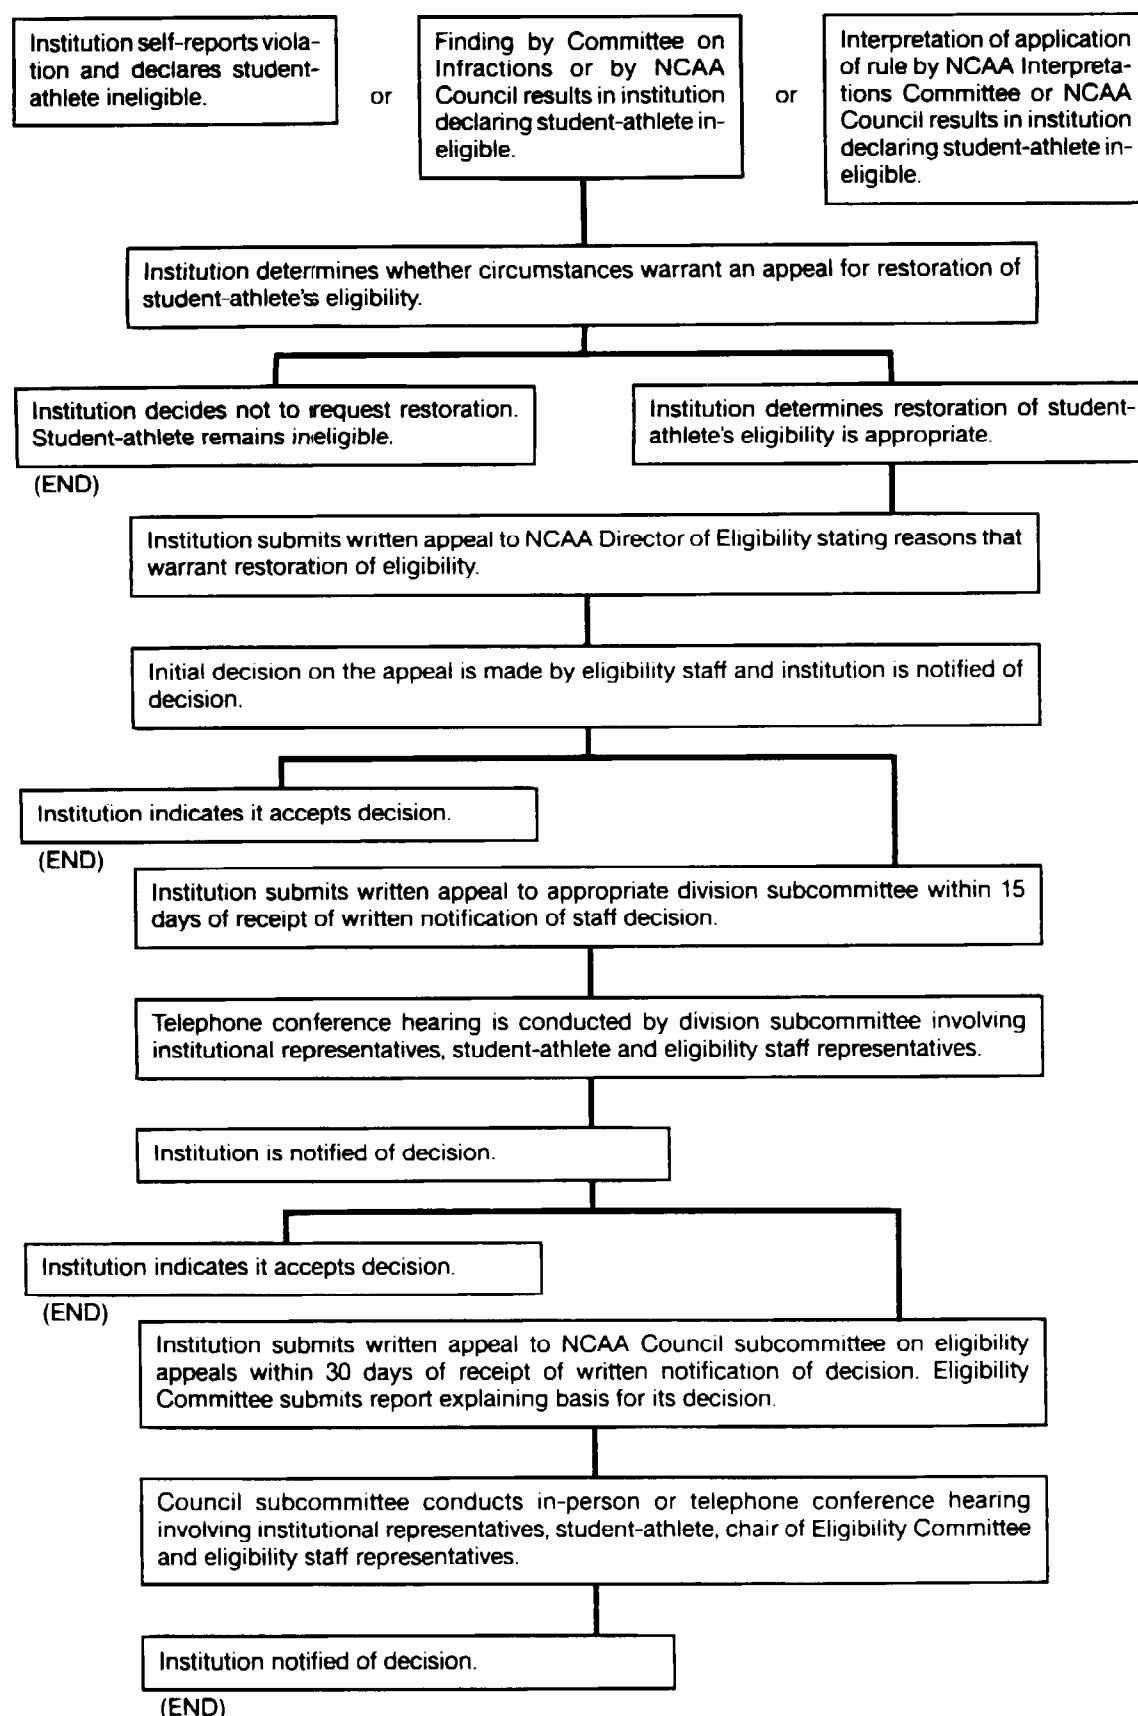 Institution self-reports viola-
tion and declares student-
athlete ineligible.
or
Finding by Committee on
Infractions or by NCAA
Council results in institution
declaring student-athlete in-
eligible.
or
Interpretation of application
of rule by NCAA Interpreta-
tions Committee or NCAA
Council results in institution
declaring student-athlete in-
eligible.
Institution determines whether circumstances warrant an appeal for restoration of
student-athlete's eligibility.
Institution decides not to request restoration.
Student-athlete remains ineligible.
(END)
Institution determines restoration of student-
athlete's eligibility is appropriate.
Institution submits written appeal to NCAA Director of Eligibility stating reasons that
warrant restoration of eligibility.
Initial decision on the appeal is made by eligibility staff and institution is notified of
decision.
Institution indicates it accepts decision.
(END)
Institution submits written appeal to appropriate division subcommittee within 15
days of receipt of written notification of staff decision.
Telephone conference hearing is conducted by division subcommittee involving
institutional representatives, student-athlete and eligibility staff representatives.
Institution is notified of decision.
Institution indicates it accepts decision.
(END)
Institution submits written appeal to NCAA Council subcommittee on eligibility
appeals within 30 days of receipt of written notification of decision. Eligibility
Committee submits report explaining basis for its decision.
Council subcommittee conducts in-person or telephone conference hearing
involving institutional representatives, student-athlete, chair of Eligibility Committee
and eligibility staff representatives.
Institution notified of decision.
(END)